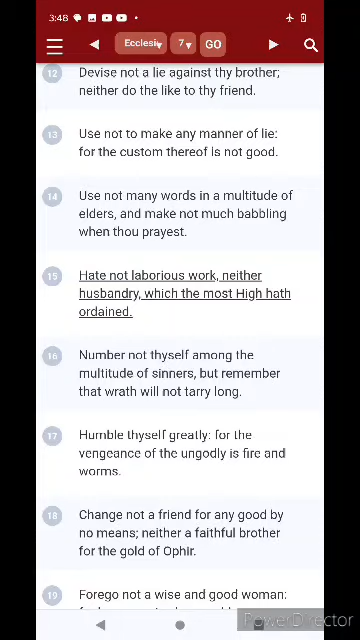 3:48
Ecclesi
7
GO
12 Devise not a lie against thy brother;
neither do the like to thy friend.
13 Use not to make any manner of lie:
for the custom thereof is not good.
14 Use not many words in a multitude of
elders, and make not much babbling
when thou prayest.
15 Hate not laborious work, neither
husbandry, which the most High hath
ordained.
16 Number not thyself among the
multitude of sinners, but remember
that wrath will not tarry long.
17 Humble thyself greatly: for the
vengeance of the ungodly is fire and
worms.
18 Change not a friend for any good by
no means; neither a faithful brother
for the gold of Ophir.
19 Forego not a wise and good woman:
PowerDirector